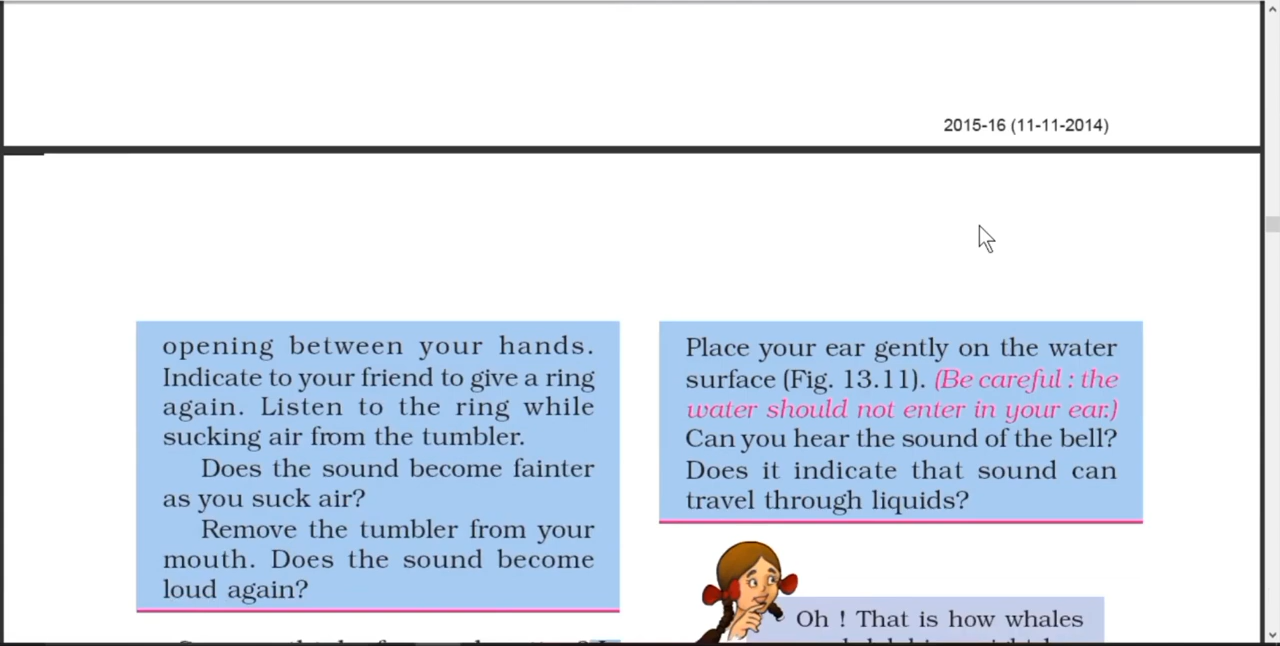 2015-16 (11-11-2014)
opening between your hands.
Indicate to your friend to give a ring
again. Listen to the ring while
sucking air from the tumbler.
Does the sound become fainter
as you suck air?
Remove the tumbler from your
mouth. Does the sound become
loud again?
Place your ear gently on the water
surface (Fig. 13.11). (Be careful : the
water should not enter in your ear.)
Can you hear the sound of the bell?
Does it indicate that sound can
travel through liquids?
Oh ! That is how whales